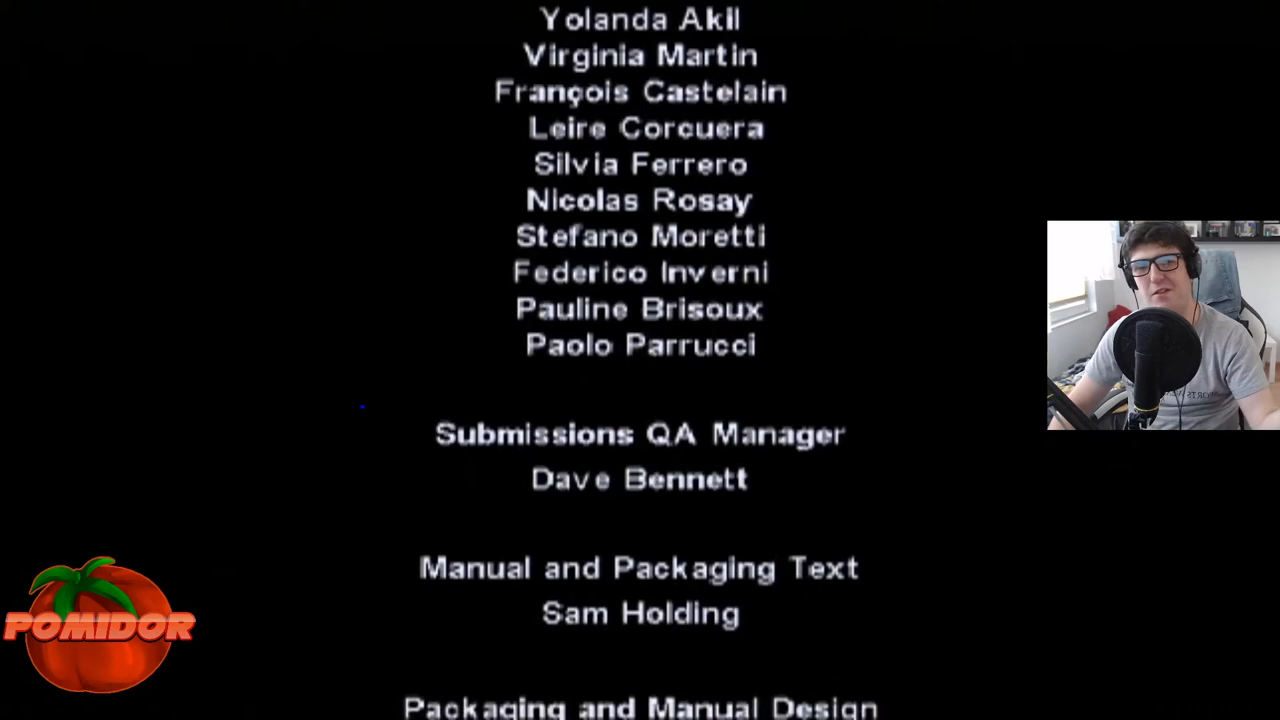 Yolanda Akil
Virginia Martin
François Castelain
Leire Corcuera
Silvia Ferrero
Nicolas Rosay
Stefano Moretti
Federico Inverni
Pauline Brisoux
Paolo Parrucci
Submissions QA Manager
Dave Bennett
Manual and Packaging Text
Sam Holding
Packaging and Manual Design
POMIDOR